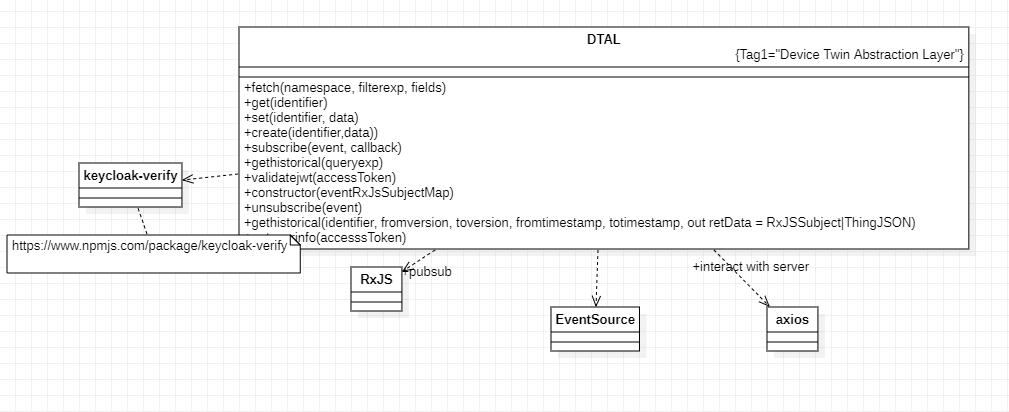 DTAL
{Tag1="Device Twin Abstraction Layer"}
+fetch(namespace, filterexp, fields)
+get(identifier)
+set(identifier, data)
+create(identifier,data))
+subscribe(event, callback)
+gethistorical(queryexp)
+validatejwt(accessToken)
+constructor(eventRxJsSubjectMap)
+unsubscribe(event)
+gethistorical(identifier, fromversion, toversion, fromtimestamp, totimestamp, out retData = RxJSSubject|ThingJSON)
info(accesssToken)
keycloak-verify
https://www.npmjs.com/package/keycloak-verify
RxJS
+pubsub
EventSource
+interact with server
axios